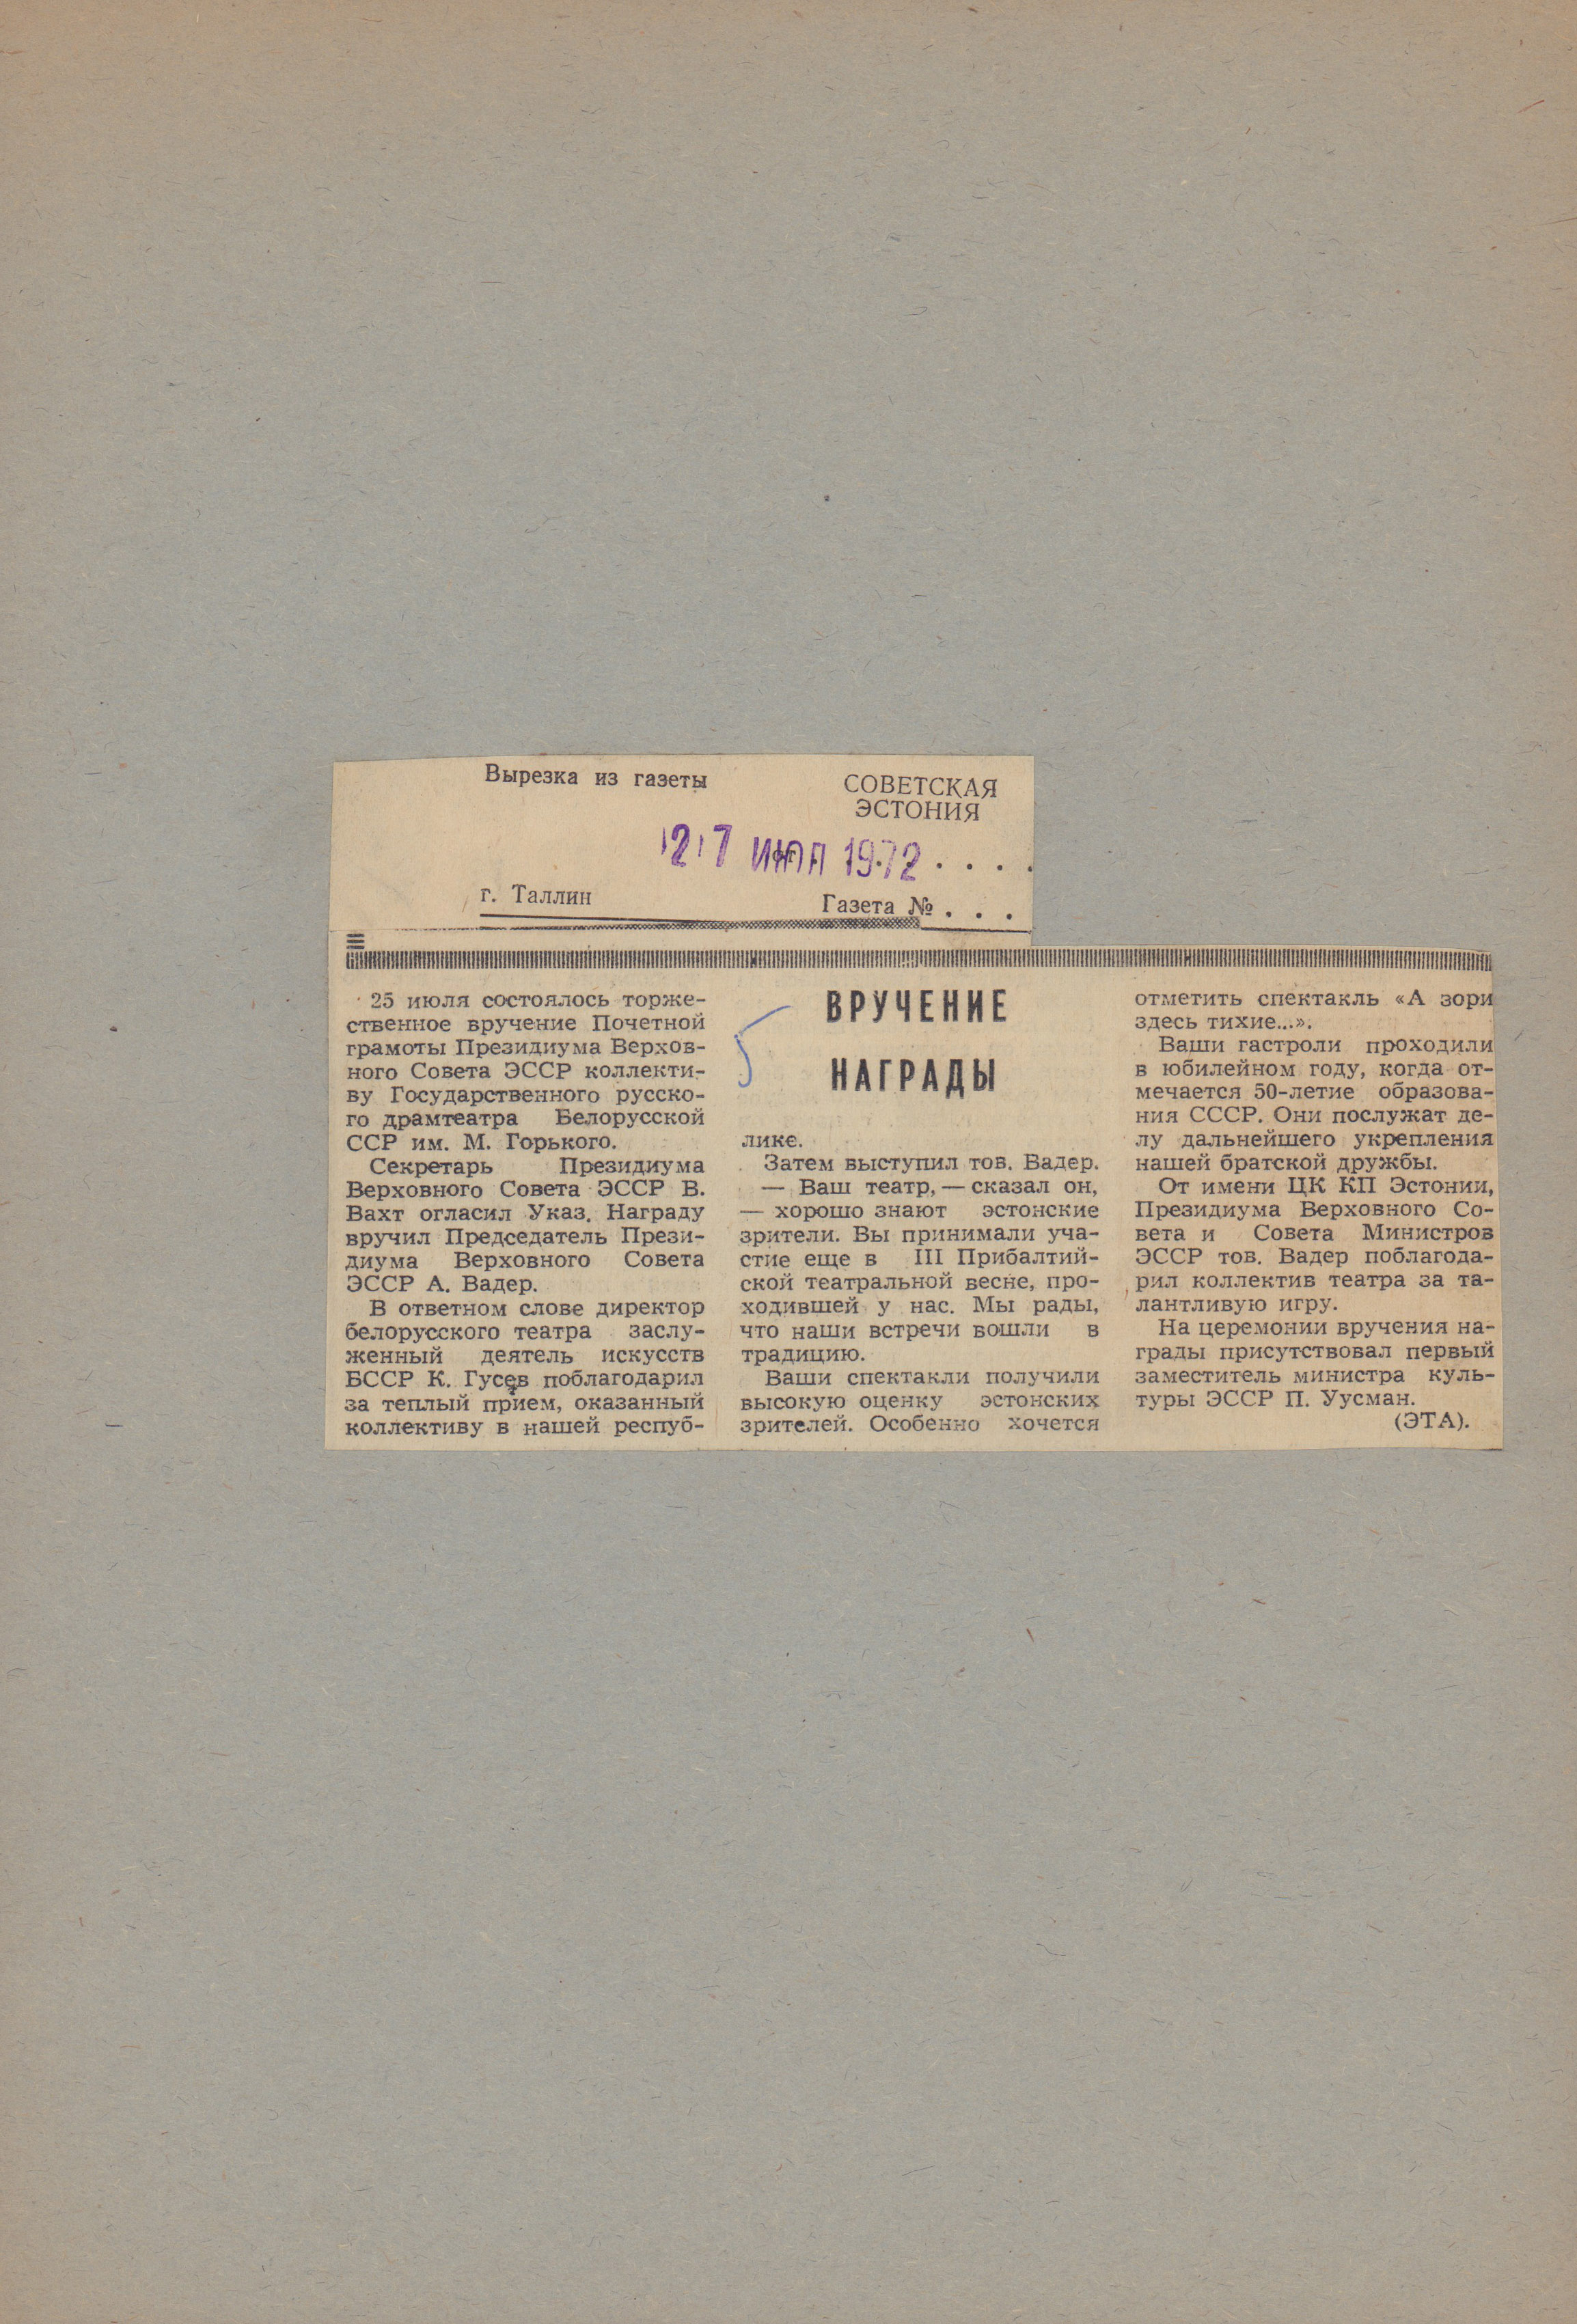 Вырезка из газеты
СОВЕТСКАЯ
ЭСТОНИЯ
27 ИЮЛ 1972 . . . .
г. Таллин
Газета № . . .
ВРУЧЕНИЕ
НАГРАДЫ
25 июля состоялось торже-
ственное вручение Почетной
грамоты Президиума Верхов-
ного Совета ЭССР коллекти-
ву Государственного русско-
го драмтеатра Белорусской
ССР им. М. Горького.
Секретарь Президиума
Верховного Совета ЭССР В.
Вахт огласил Указ. Награду
вручил Председатель Прези-
диума Верховного Совета
ЭССР А. Вадер.
В ответном слове директор
белорусского театра заслу-
женный деятель искусств
БССР К. Гусев поблагодарил
за теплый прием, оказанный
коллективу в нашей респуб-
лике.
Затем выступил тов. Вадер.
— Ваш театр, — сказал он,
— хорошо знают эстонские
зрители. Вы принимали уча-
стие еще в III Прибалтий-
ской театральной весне, про-
ходившей у нас. Мы рады,
что наши встречи вошли в
традицию.
Ваши спектакли получили
высокую оценку эстонских
зрителей. Особенно хочется
отметить спектакль «А зори
здесь тихие...».
Ваши гастроли проходили
в юбилейном году, когда от-
мечается 50-летие образова-
ния СССР. Они послужат де-
лу дальнейшего укрепления
нашей братской дружбы.
От имени ЦК КП Эстонии,
Президиума Верховного Со-
вета и Совета Министров
ЭССР тов. Вадер поблагода-
рил коллектив театра за та-
лантливую игру.
На церемонии вручения на-
грады присутствовал первый
заместитель министра куль-
туры ЭССР П. Уусман.
(ЭТА).